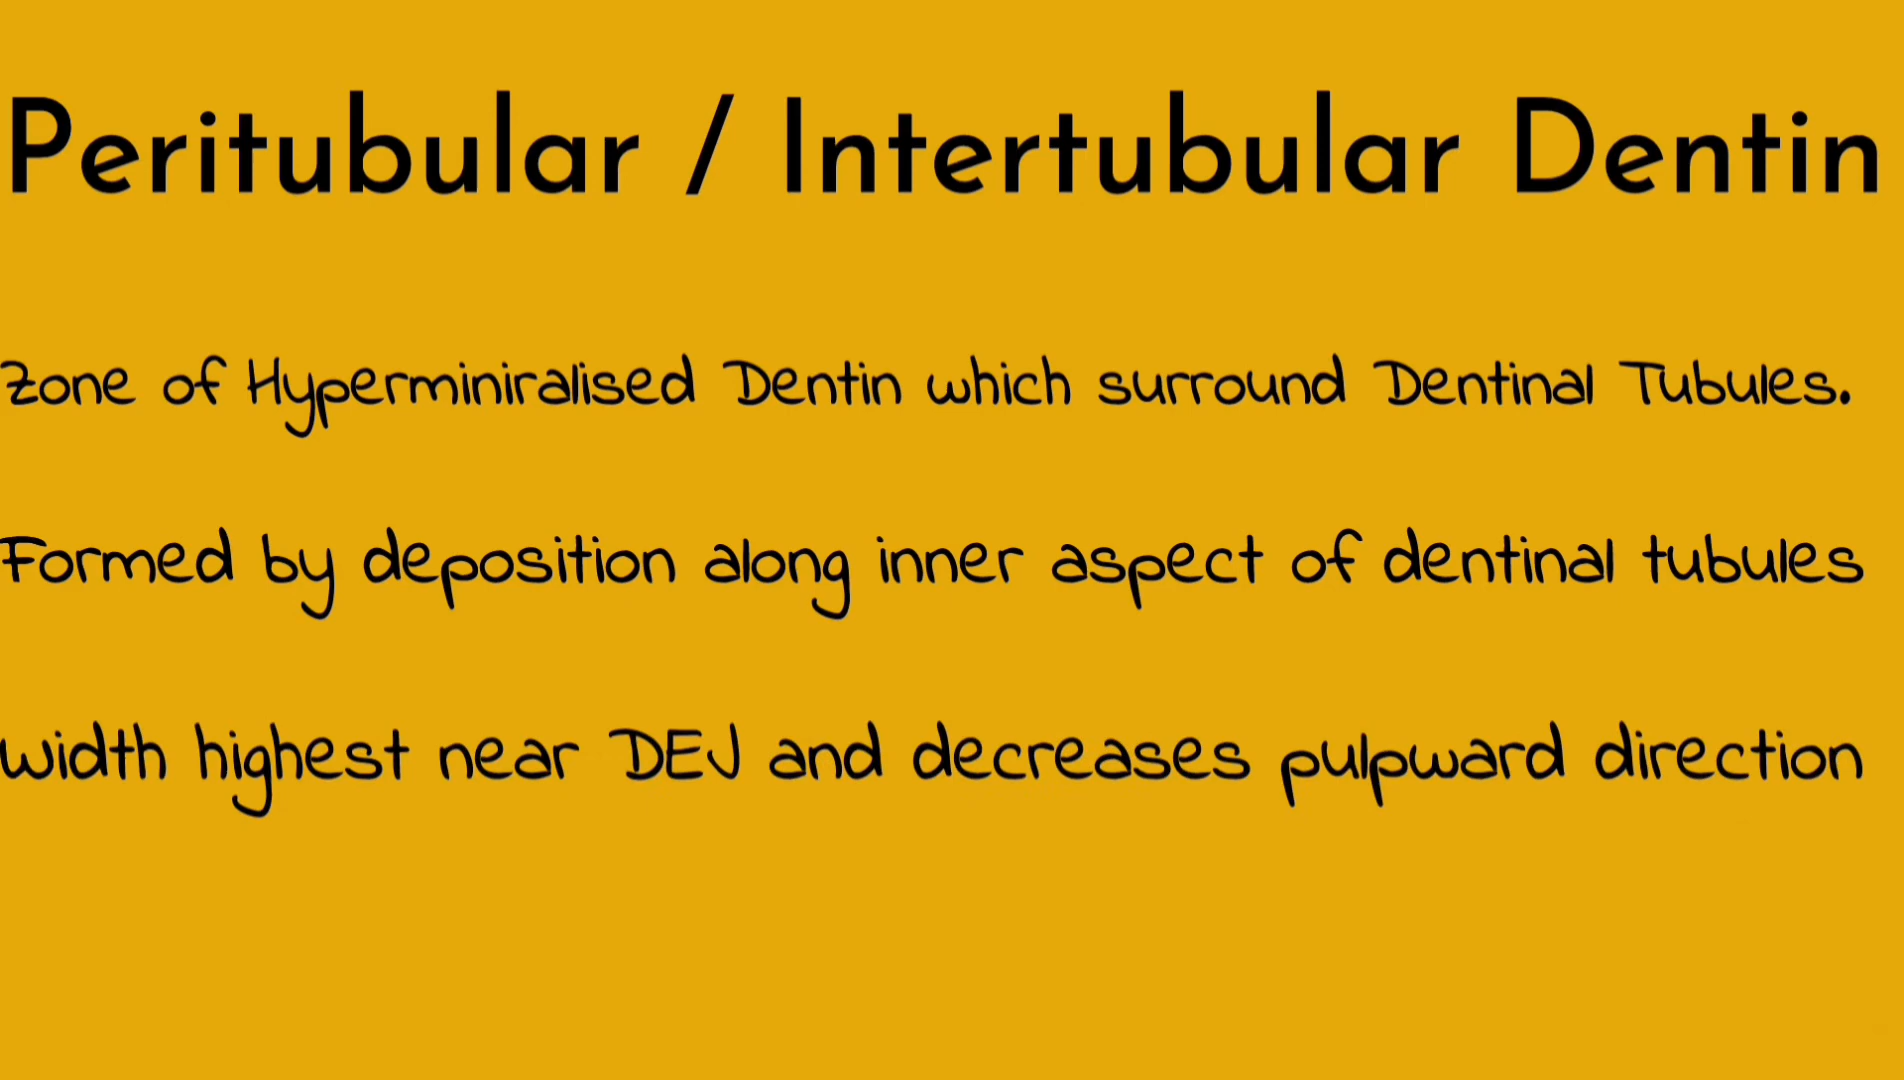 Peritubular / Intertubular Dentin
Zone of Hyperminiralised Dentin which surround Dentinal Tubules.
Formed by deposition along inner aspect of dentinal tubules
width highest near DEJ and decreases pulpward direction